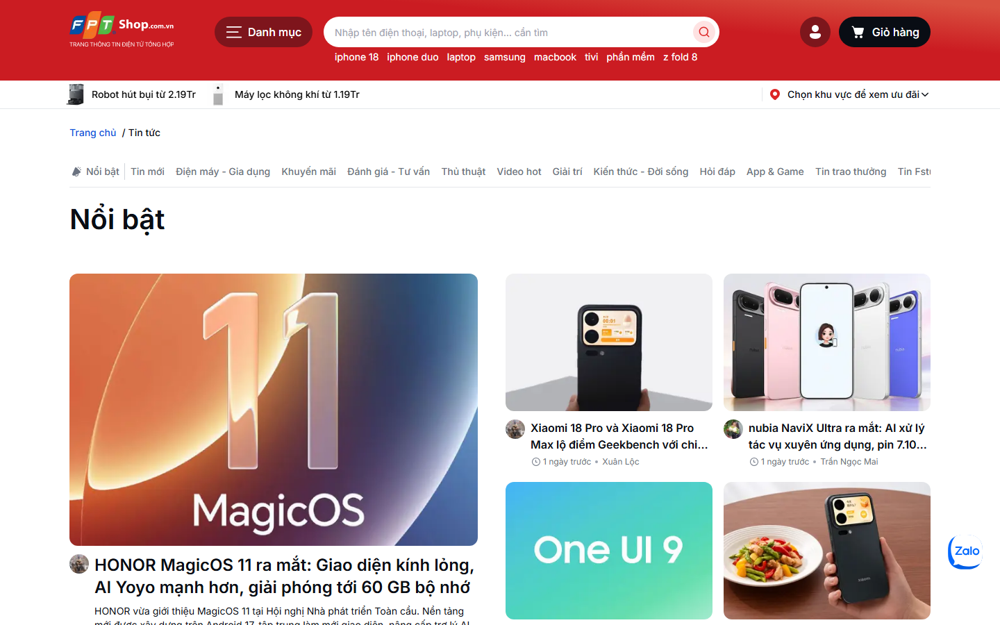 FPT Shop.com.vn
TRANG THÔNG TIN ĐIỆN TỬ TỔNG HỢP
Danh mục
Nhập tên điện thoại, laptop, phụ kiện... cần tìm
Giỏ hàng
iphone 18 iphone duo laptop samsung macbook tivi phần mềm z fold 8
Robot hút bụi từ 2.19Tr
Máy lọc không khí từ 1.19Tr
Chọn khu vực để xem ưu đãi
Trang chủ / Tin tức
Nổi bật Tin mới Điện máy - Gia dụng Khuyến mãi Đánh giá - Tư vấn Thủ thuật Video hot Giải trí Kiến thức - Đời sống Hỏi đáp App & Game Tin trao thưởng Tin Fstu
Nổi bật
11
MagicOS
HONOR MagicOS 11 ra mắt: Giao diện kính lỏng,
AI Yoyo mạnh hơn, giải phóng tới 60 GB bộ nhớ
HONOR vừa giới thiệu MagicOS 11 tại Hội nghị Nhà phát triển Toàn cầu. Nền tảng
mới được xây dựng trên Android 17, tập trung làm mới giao diện, nâng cấp trợ lý AI
00:01
Xiaomi 18 Pro và Xiaomi 18 Pro
Max lộ điểm Geekbench với chi...
1 ngày trước • Xuân Lộc
nubia NaviX Ultra ra mắt: AI xử lý
tác vụ xuyên ứng dụng, pin 7.10...
1 ngày trước • Trần Ngọc Mai
One UI 9
xiaomi
Zalo